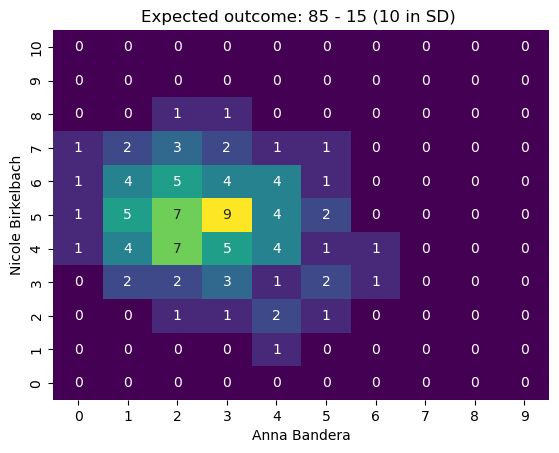 Expected outcome: 85 - 15 (10 in SD)
Nicole Birkelbach
10 0 0 0 0 0 0 0 0 0 0
9 0 0 0 0 0 0 0 0 0 0
8 0 0 1 1 0 0 0 0 0 0
7 1 2 3 2 1 1 0 0 0 0
6 1 4 5 4 4 1 0 0 0 0
5 1 5 7 9 4 2 0 0 0 0
4 1 4 7 5 4 1 1 0 0 0
3 0 2 2 3 1 2 1 0 0 0
2 0 0 1 1 2 1 0 0 0 0
1 0 0 0 0 1 0 0 0 0 0
0 0 0 0 0 0 0 0 0 0 0
0 1 2 3 4 5 6 7 8 9
Anna Bandera